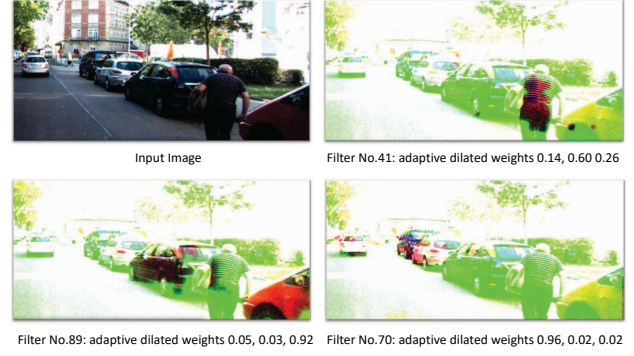 Input Image
Filter No.41: adaptive dilated weights 0.14, 0.60 0.26
Filter No.89: adaptive dilated weights 0.05, 0.03, 0.92
Filter No.70: adaptive dilated weights 0.96, 0.02, 0.02